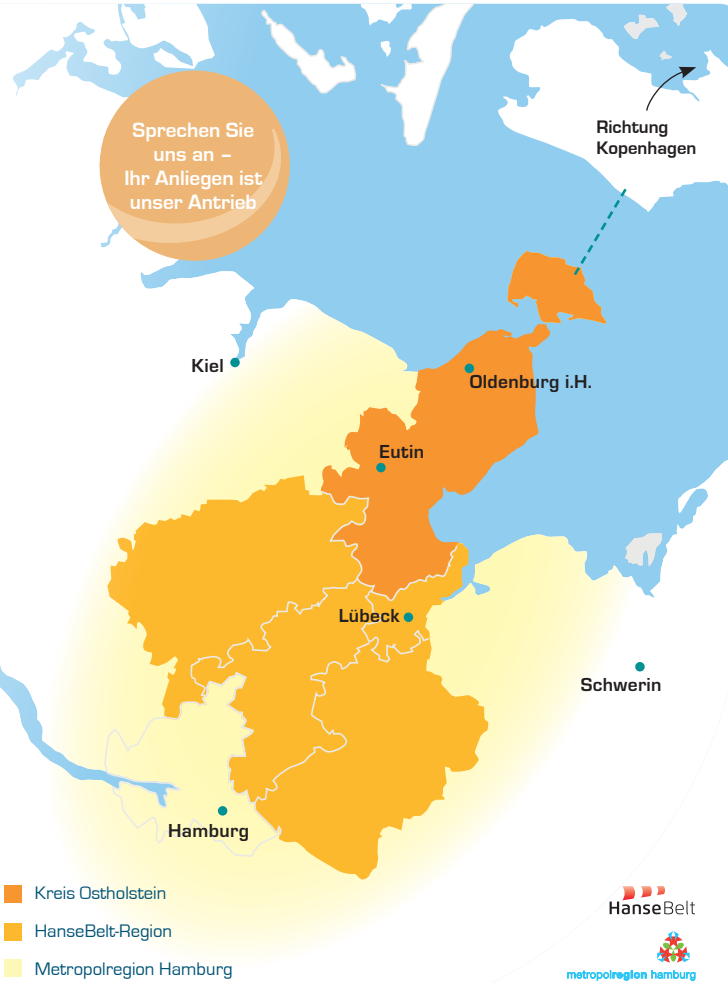 Sprechen Sie
uns an –
Ihr Anliegen ist
unser Antrieb
Richtung
Kopenhagen
Kiel
Oldenburg i.H.
Eutin
Lübeck
Schwerin
Hamburg
Kreis Ostholstein
HanseBelt-Region
Metropolregion Hamburg
HanseBelt
metropolregion hamburg